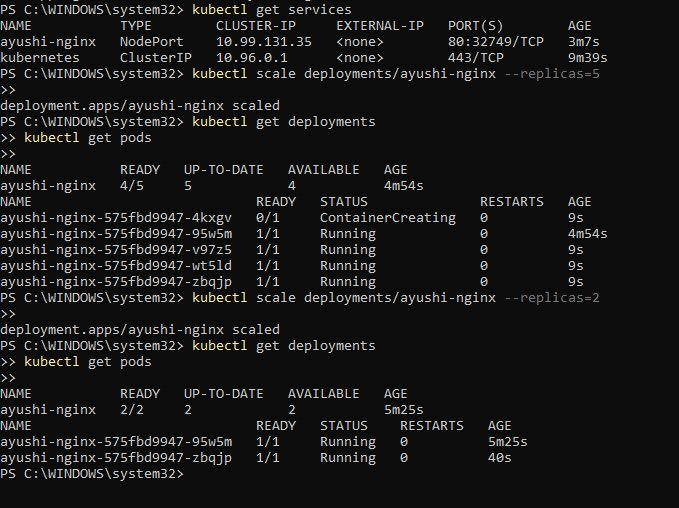 PS C:\WINDOWS\system32> kubectl get services
NAME TYPE CLUSTER-IP EXTERNAL-IP PORT(S) AGE
ayushi-nginx NodePort 10.99.131.35 <none> 80:32749/TCP 3m7s
kubernetes ClusterIP 10.96.0.1 <none> 443/TCP 9m39s
PS C:\WINDOWS\system32> kubectl scale deployments/ayushi-nginx --replicas=5
>>
deployment.apps/ayushi-nginx scaled
PS C:\WINDOWS\system32> kubectl get deployments
>> kubectl get pods
>>
NAME READY UP-TO-DATE AVAILABLE AGE
ayushi-nginx 4/5 5 4 4m54s
NAME READY STATUS RESTARTS AGE
ayushi-nginx-575fbd9947-4kxgv 0/1 ContainerCreating 0 9s
ayushi-nginx-575fbd9947-95w5m 1/1 Running 0 4m54s
ayushi-nginx-575fbd9947-v97z5 1/1 Running 0 9s
ayushi-nginx-575fbd9947-wt5ld 1/1 Running 0 9s
ayushi-nginx-575fbd9947-zbqjp 1/1 Running 0 9s
PS C:\WINDOWS\system32> kubectl scale deployments/ayushi-nginx --replicas=2
>>
deployment.apps/ayushi-nginx scaled
PS C:\WINDOWS\system32> kubectl get deployments
>> kubectl get pods
>>
NAME READY UP-TO-DATE AVAILABLE AGE
ayushi-nginx 2/2 2 2 5m25s
NAME READY STATUS RESTARTS AGE
ayushi-nginx-575fbd9947-95w5m 1/1 Running 0 5m25s
ayushi-nginx-575fbd9947-zbqjp 1/1 Running 0 40s
PS C:\WINDOWS\system32>